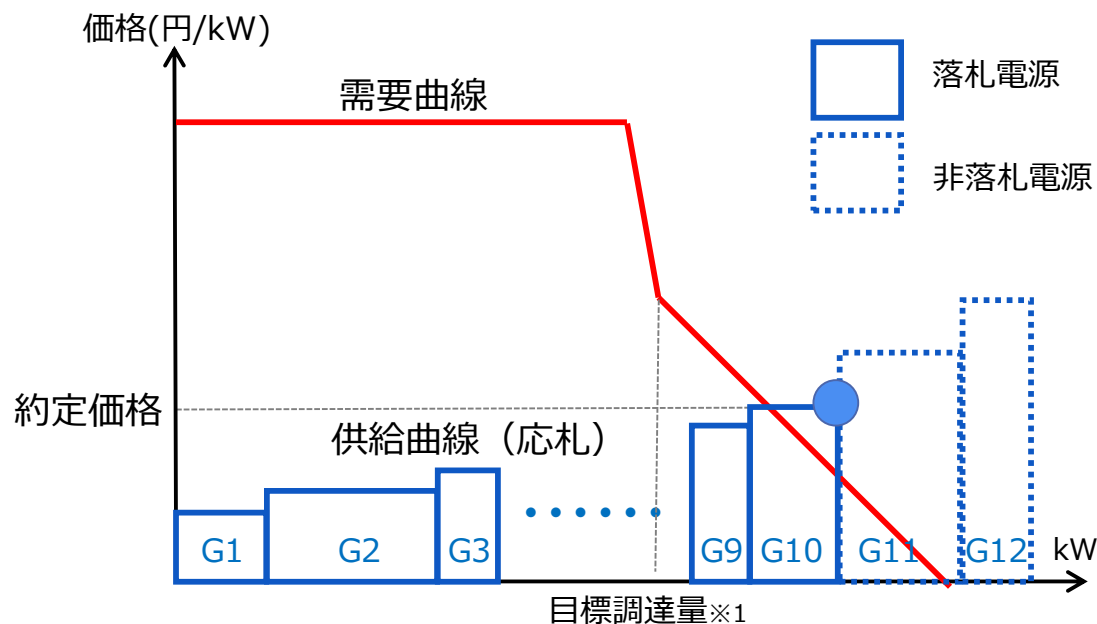 価格(円/kW)
落札電源
需要曲線
非落札電源
約定価格
供給曲線（応札）
G1
G2
G3
G9
G10
G11
G12
kW
目標調達量※1